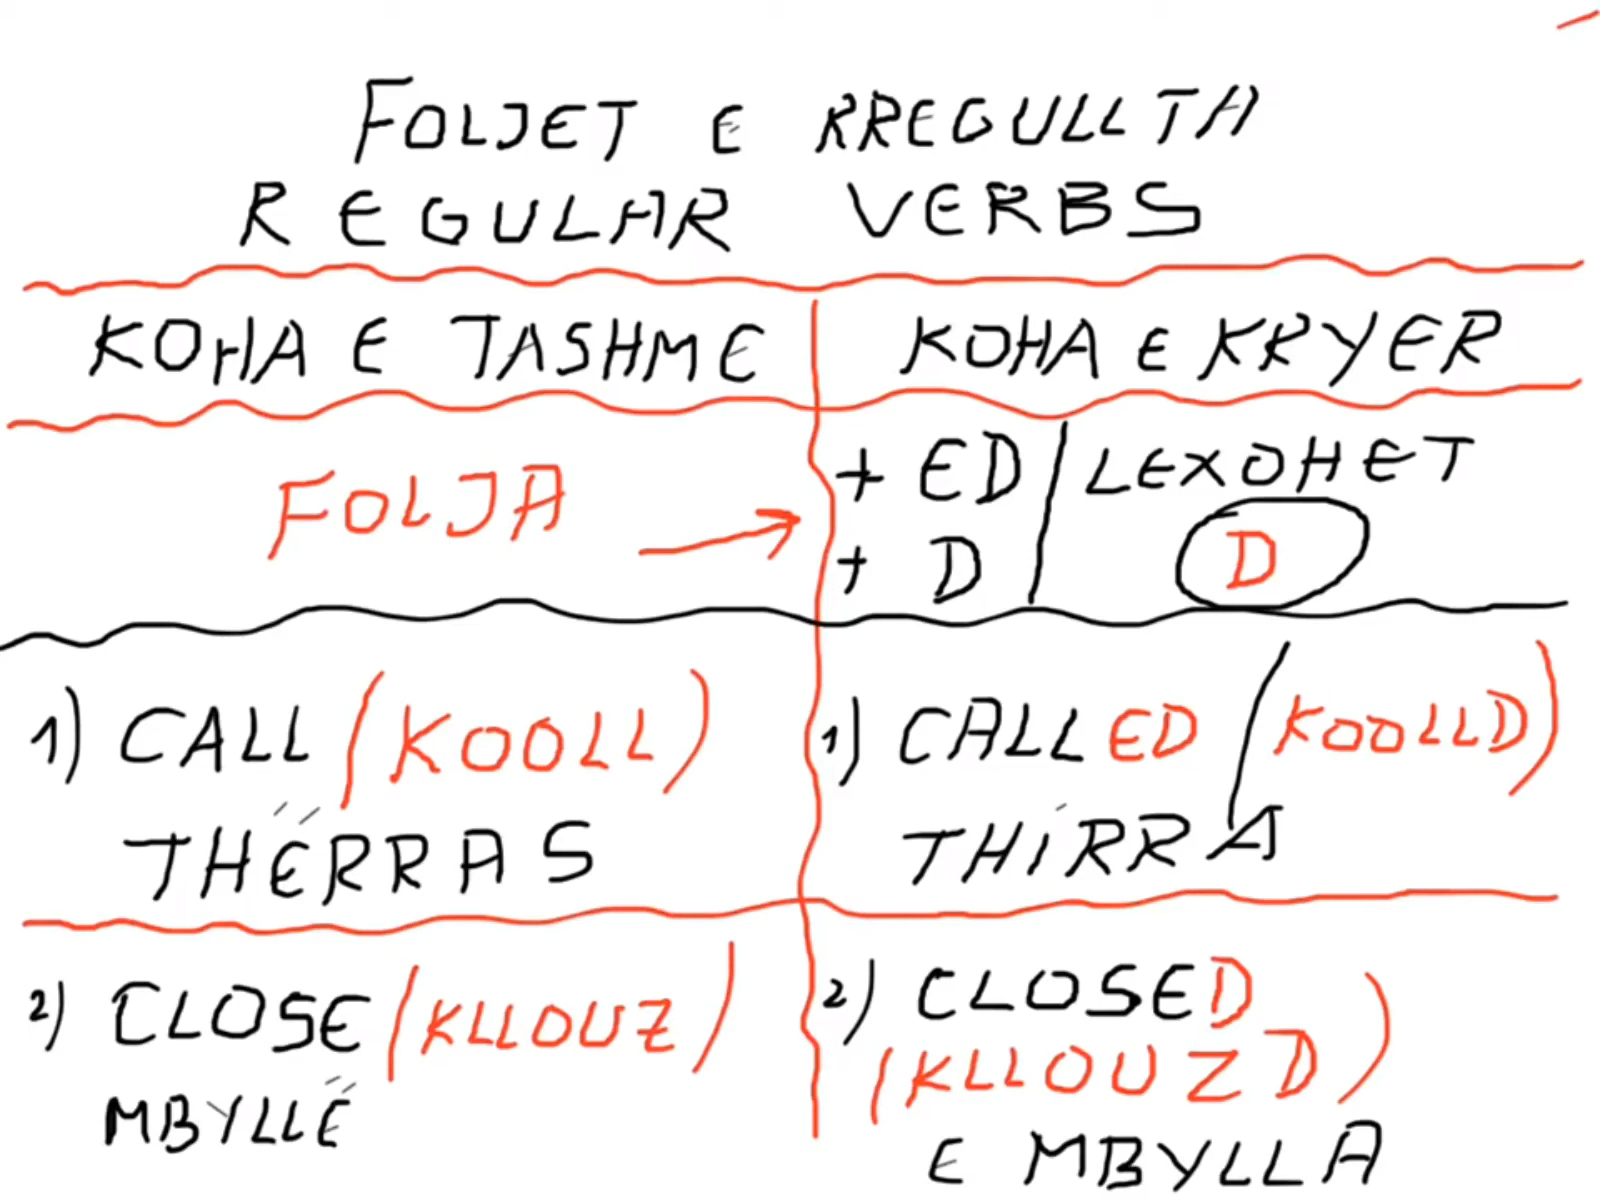 FOLJET E RREGULLTA
REGULAR VERBS
KOHA E TASHME
KOHA E KRYER
FOLJA
+ ED / LEXOHET
+ D
D
1) CALL (KOOLL)
THËRRAS
1) CALLED / (KOOLLD)
THIRRA
2) CLOSE (KLLOUZ)
MBYLLË
2) CLOSED
(KLLOUZD)
E MBYLLA